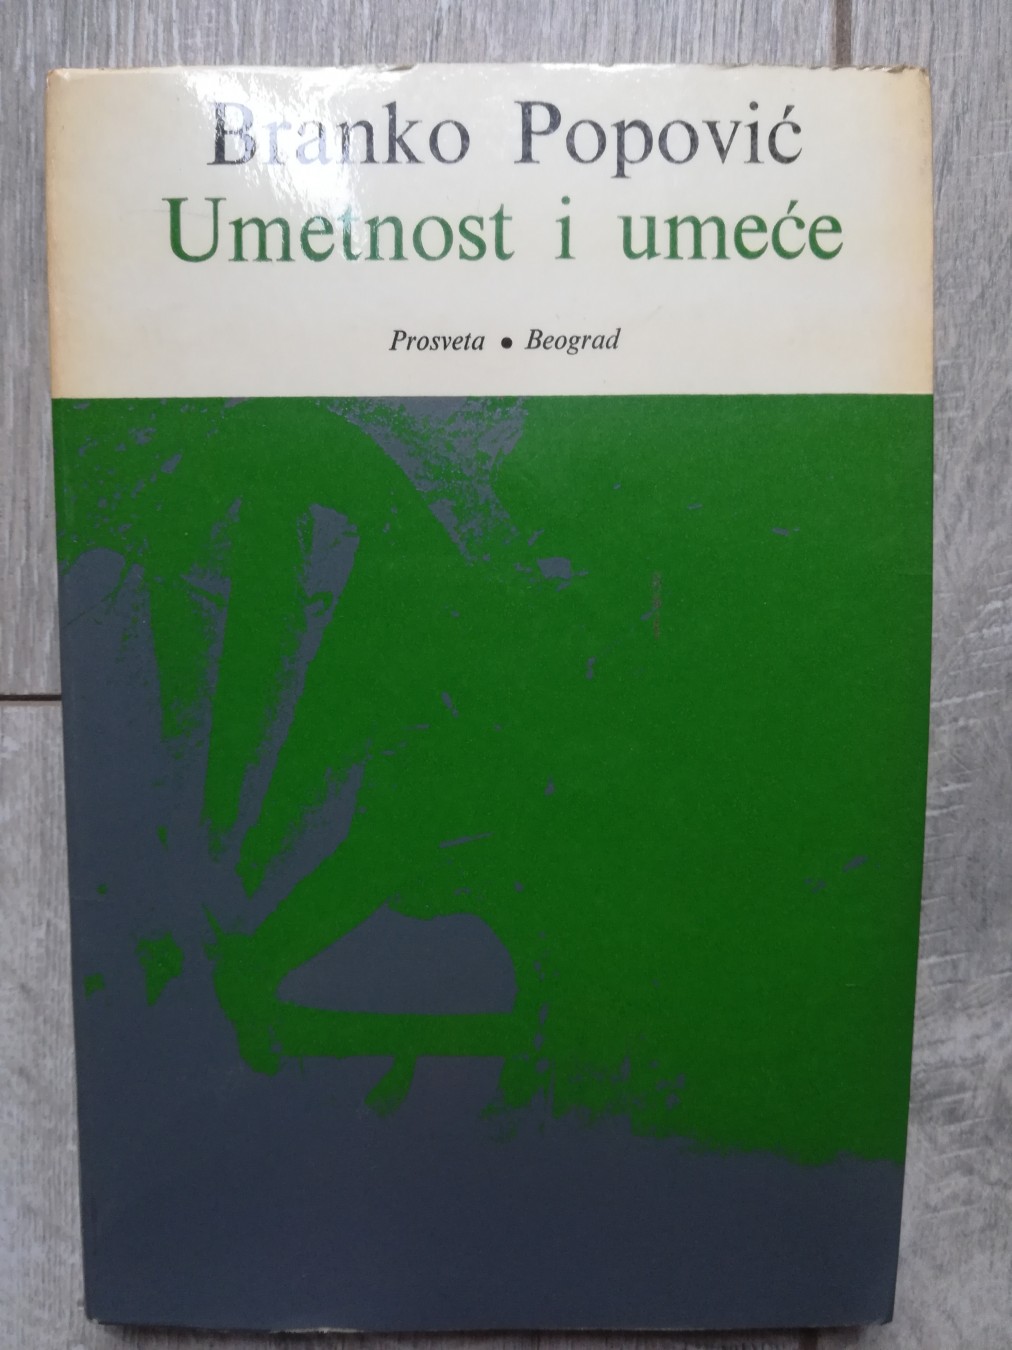 Branko Popović
Umetnost i umeće
Prosveta • Beograd